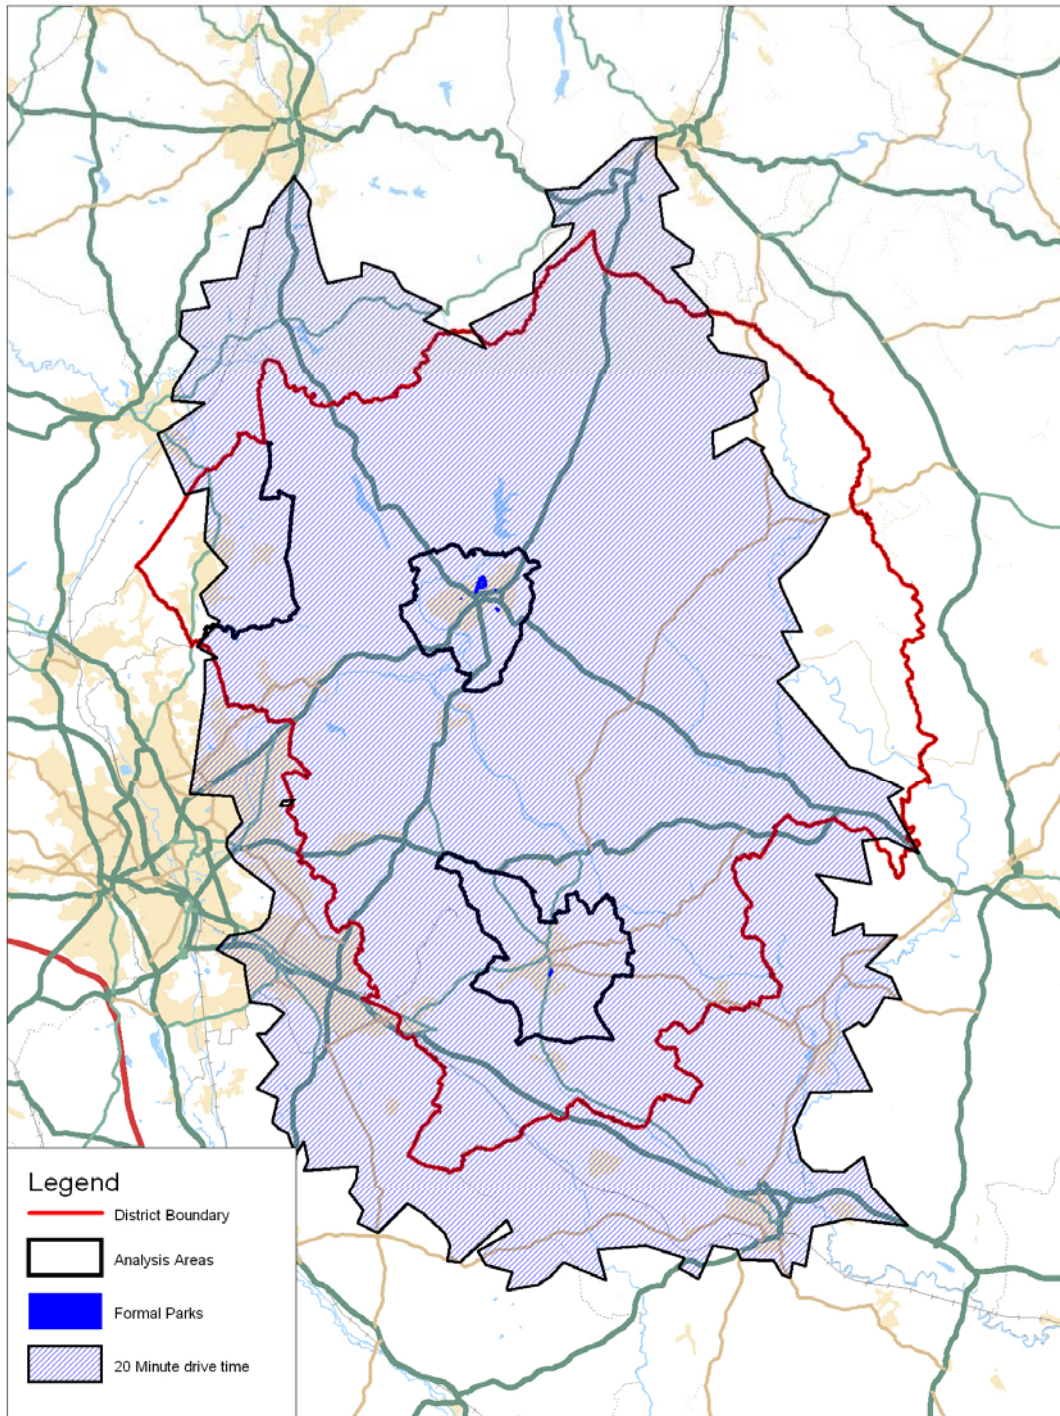 Legend
District Boundary
Analysis Areas
Formal Parks
20 Minute drive time